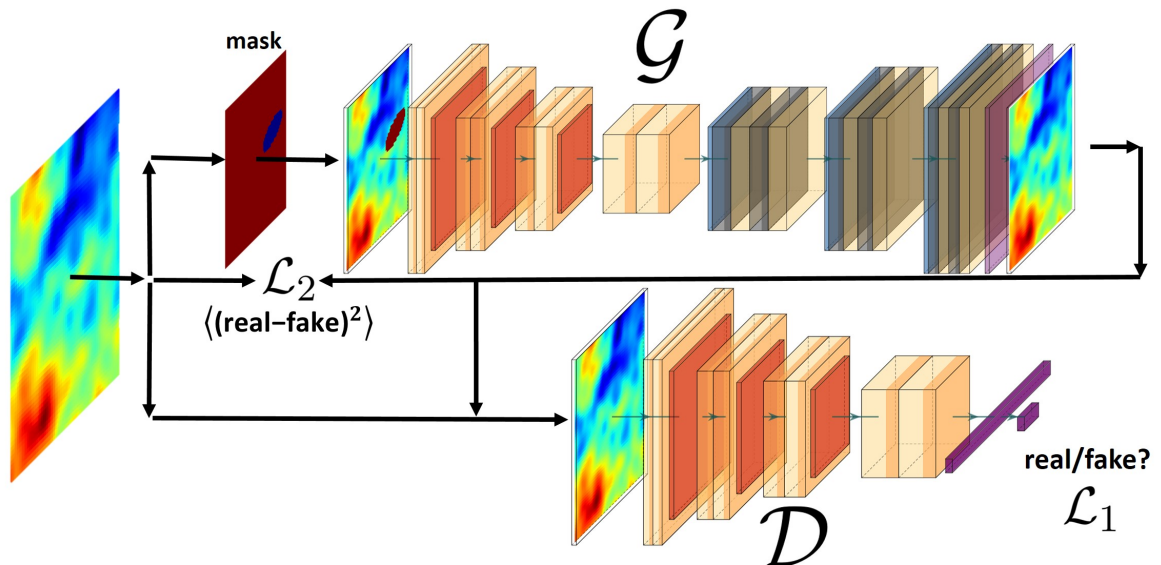 mask
𝒢
ℒ₂
⟨(real−fake)²⟩
real/fake?
ℒ₁
𝒟